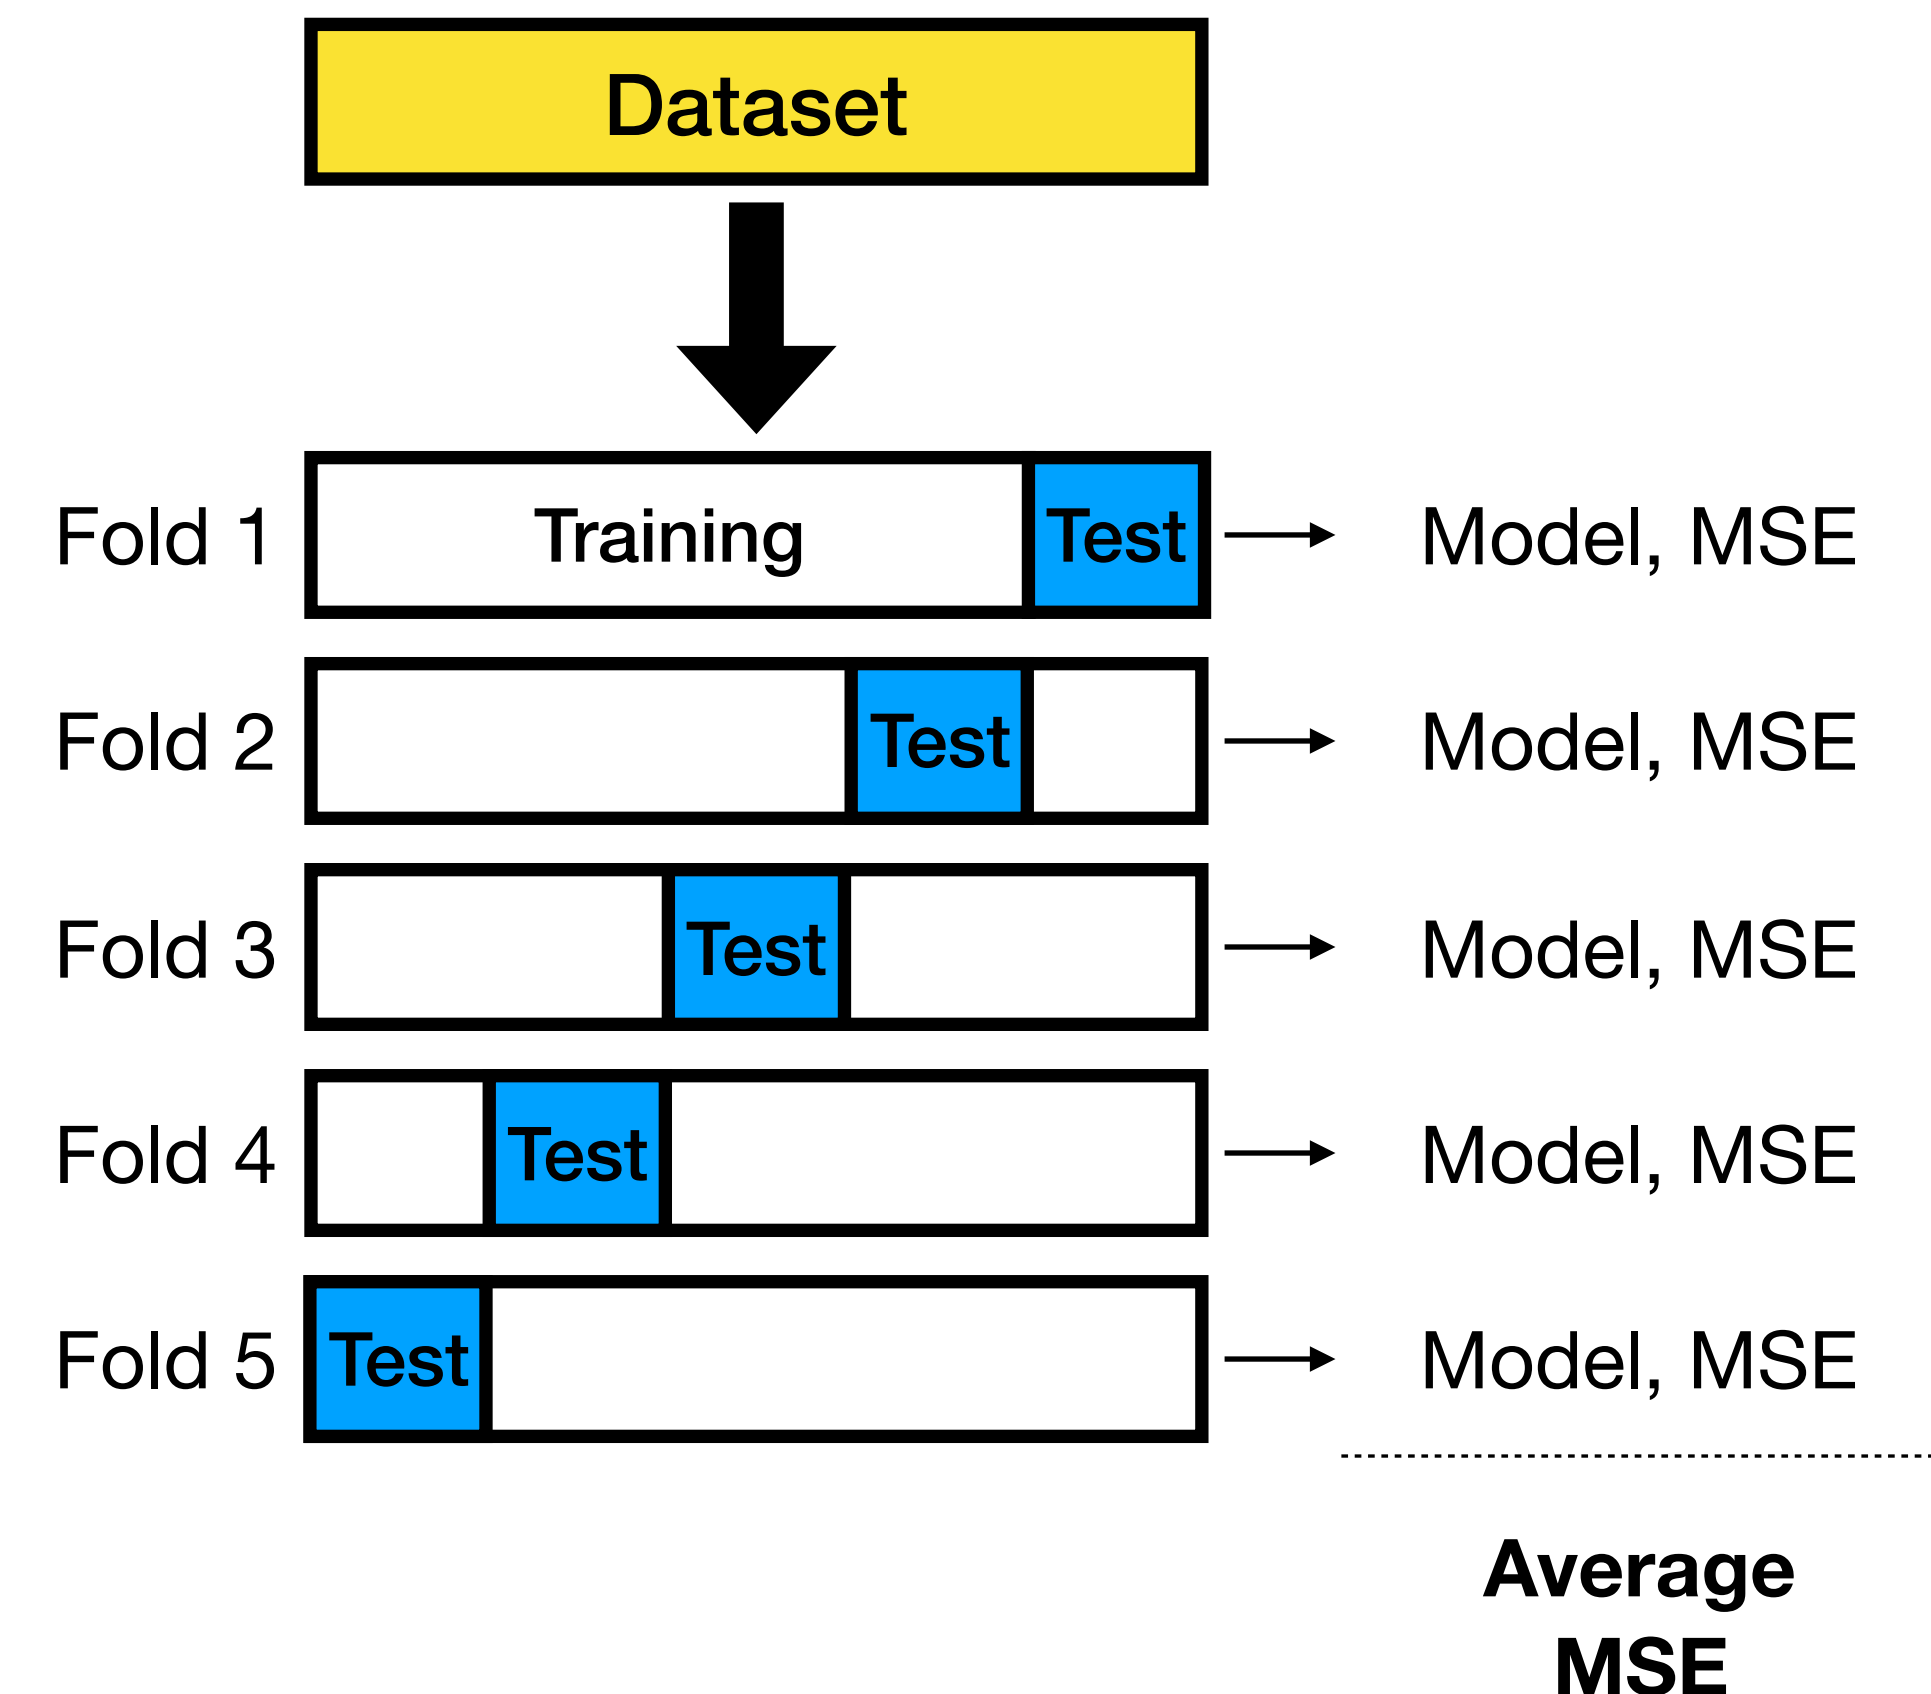 Dataset
Fold 1 Training Test Model, MSE
Fold 2 Test Model, MSE
Fold 3 Test Model, MSE
Fold 4 Test Model, MSE
Fold 5 Test Model, MSE
Average
MSE